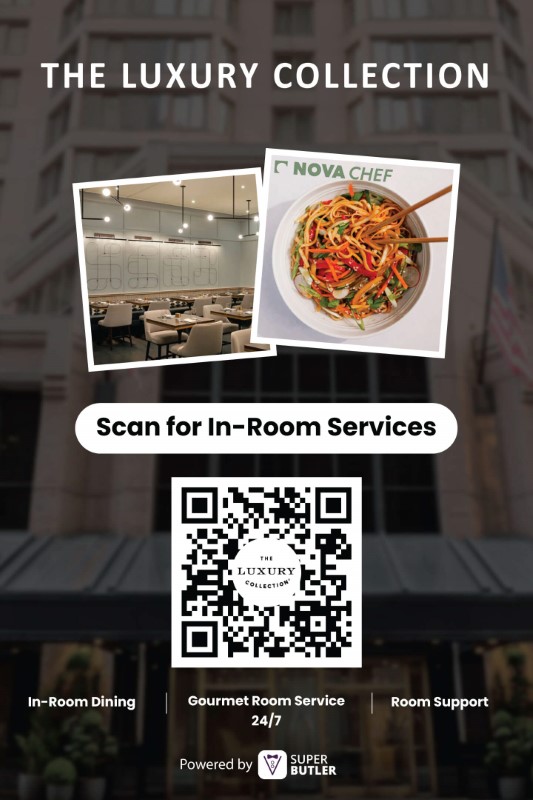 THE LUXURY COLLECTION
NOVA CHEF
Scan for In-Room Services
THE
LUXURY
COLLECTION
In-Room Dining
Gourmet Room Service
24/7
Room Support
Powered by
SUPER
BUTLER